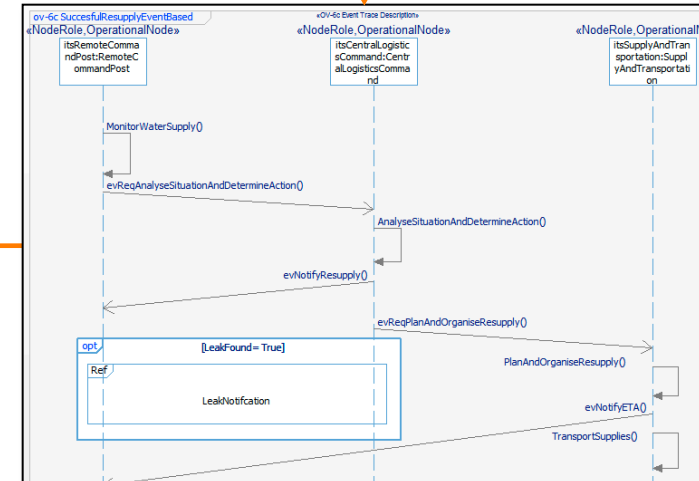 ov-6c SuccesfulResupplyEventBased
«OV-6c Event Trace Description»
«NodeRole,OperationalNode»
«NodeRole,OperationalNode»
«NodeRole,OperationalN
itsRemoteComma
ndPost:RemoteC
ommandPost
itsCentralLogistic
sCommand:Centr
alLogisticsComma
nd
itsSupplyAndTran
sportation:Suppl
yAndTransportati
on
MonitorWaterSupply()
evReqAnalyseSituationAndDetermineAction()
AnalyseSituationAndDetermineAction()
evNotifyResupply()
evReqPlanAndOrganiseResupply()
opt
[LeakFound= True]
PlanAndOrganiseResupply()
Ref
LeakNotifcation
evNotifyETA()
TransportSupplies()